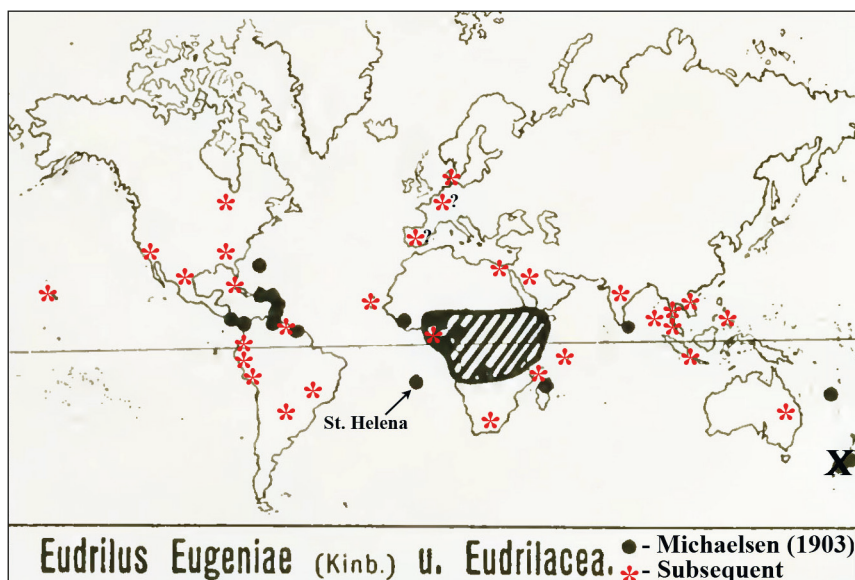 ?
?
St. Helena
X
Eudrilus Eugeniae (Kinb.) u. Eudrilacea.
● - Michaelsen (1903)
* - Subsequent